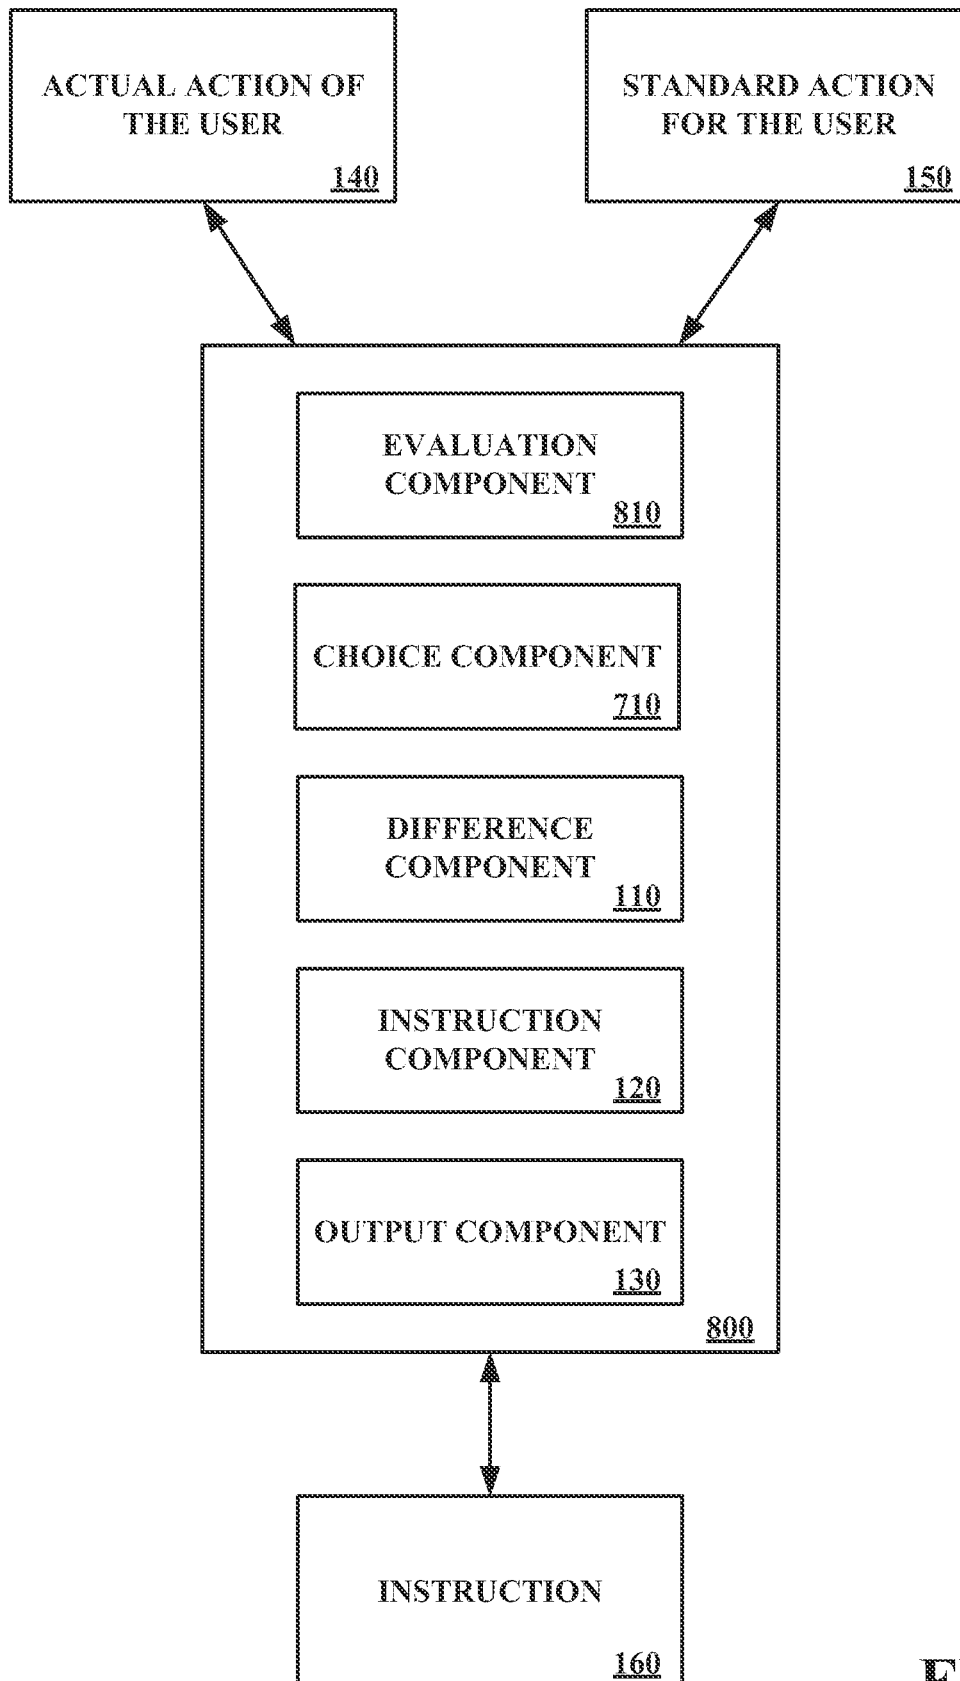 ACTUAL ACTION OF
THE USER
140
STANDARD ACTION
FOR THE USER
150
EVALUATION
COMPONENT
810
CHOICE COMPONENT
710
DIFFERENCE
COMPONENT
110
INSTRUCTION
COMPONENT
120
OUTPUT COMPONENT
130
800
INSTRUCTION
160